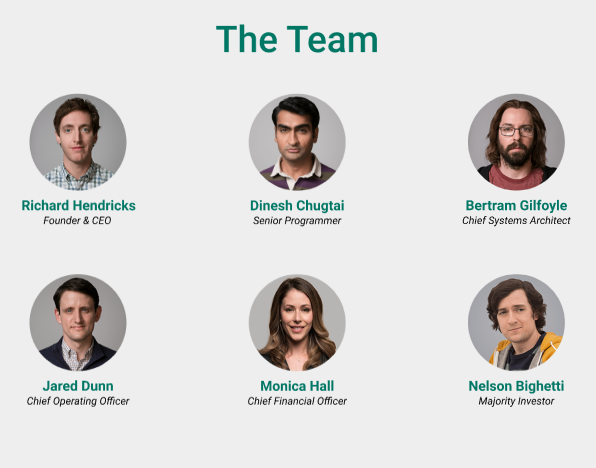 The Team
Richard Hendricks
Founder & CEO
Dinesh Chugtai
Senior Programmer
Bertram Gilfoyle
Chief Systems Architect
Jared Dunn
Chief Operating Officer
Monica Hall
Chief Financial Officer
Nelson Bighetti
Majority Investor